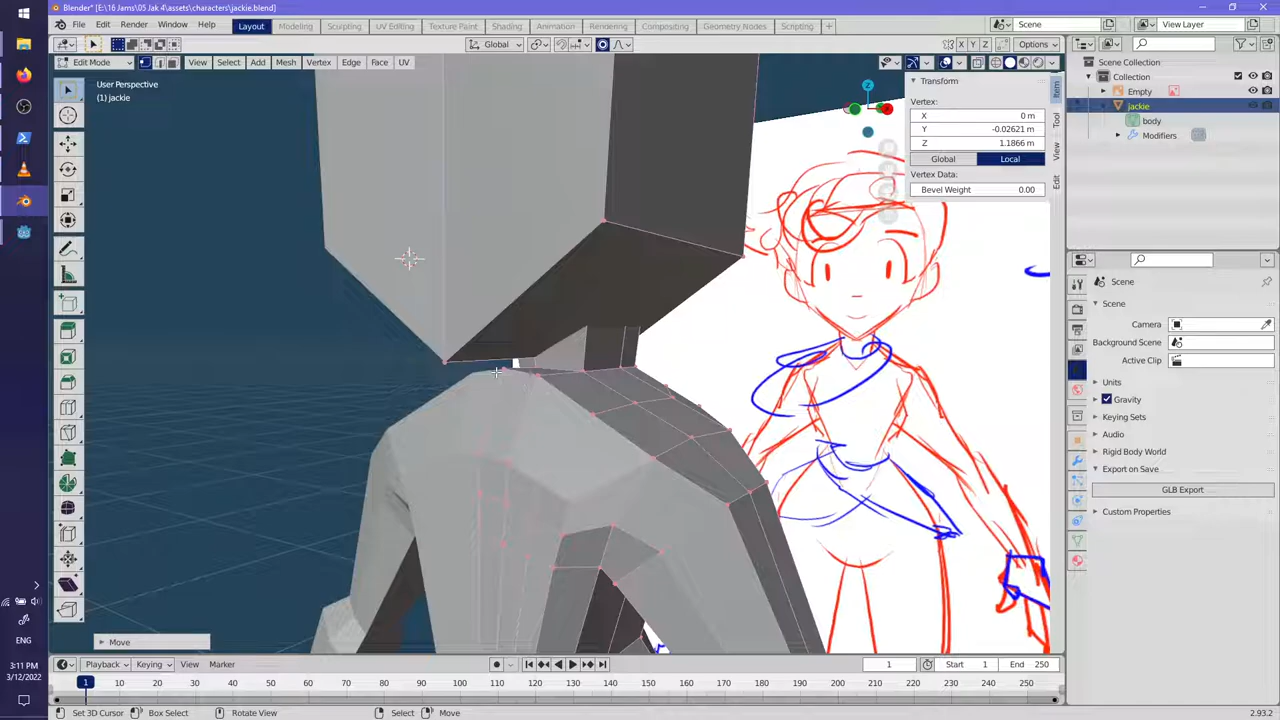 Blender* [E:\16 Jams\05 Jak 4\assets\characters\jackie.blend]
File Edit Render Window Help
Layout Modeling Sculpting UV Editing Texture Paint Shading Animation Rendering Compositing Geometry Nodes Scripting +
Scene
View Layer
Global
X Y Z
Options
Edit Mode
View Select Add Mesh Vertex Edge Face UV
User Perspective
(1) jackie
Z
Transform
Vertex:
X 0 m
Y -0.02621 m
Z 1.1866 m
Global Local
Vertex Data:
Bevel Weight 0.00
Item
Tool
View
Edit
Scene Collection
Collection
Empty
jackie
body
Modifiers
Scene
Scene
Camera
Background Scene
Active Clip
Units
Gravity
Keying Sets
Audio
Rigid Body World
Export on Save
GLB Export
Custom Properties
Move
Playback Keying View Marker
1
Start 1
End 250
1 10 20 30 40 50 60 70 80 90 100 110 120 130 140 150 160 170 180 190 200 210 220 230 240 250
Set 3D Cursor Box Select Rotate View Select Move
2.93.2
ENG
3:11 PM
3/12/2022